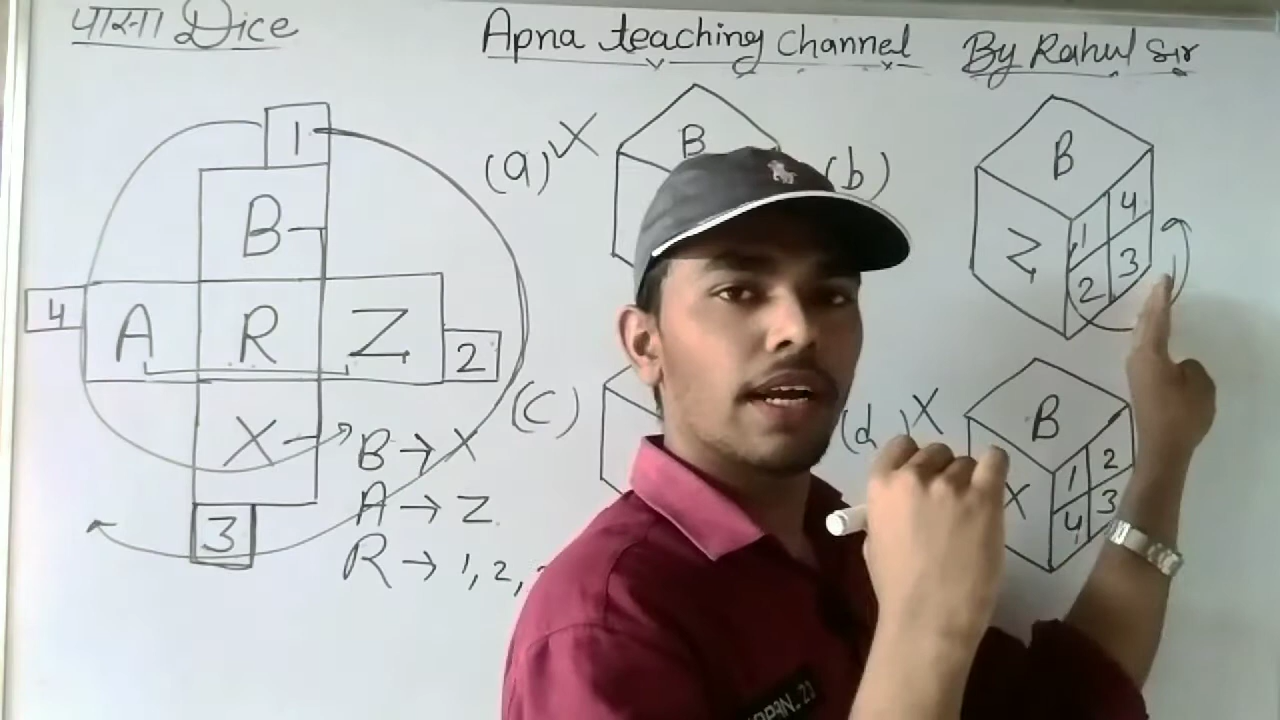 पासा Dice
Apna teaching Channel
By Rahul Sir
1
B
4 A R Z 2
X
3
B → X
A → Z
R → 1, 2,
(a)
B
(b)
B
Z 1 4
2 3
(c)
(d) X
B
X 1 2
4 3